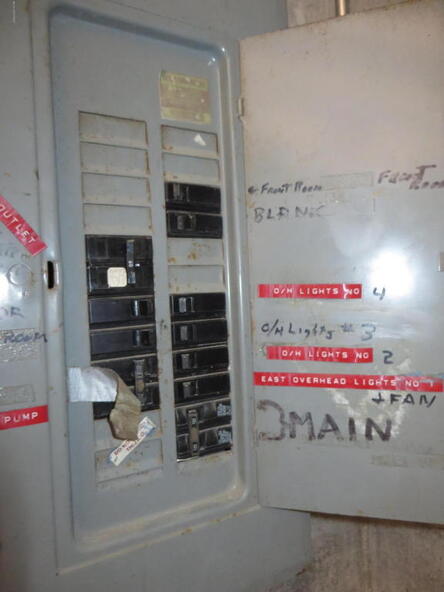 OUTLET
ROOM
PUMP
FRONT ROOM
FRONT ROOM
BLANK
O/H LIGHTS NO 4
O/H Lights # 3
O/H LIGHTS NO 2
EAST OVERHEAD LIGHTS NO 1
+ FAN
MAIN